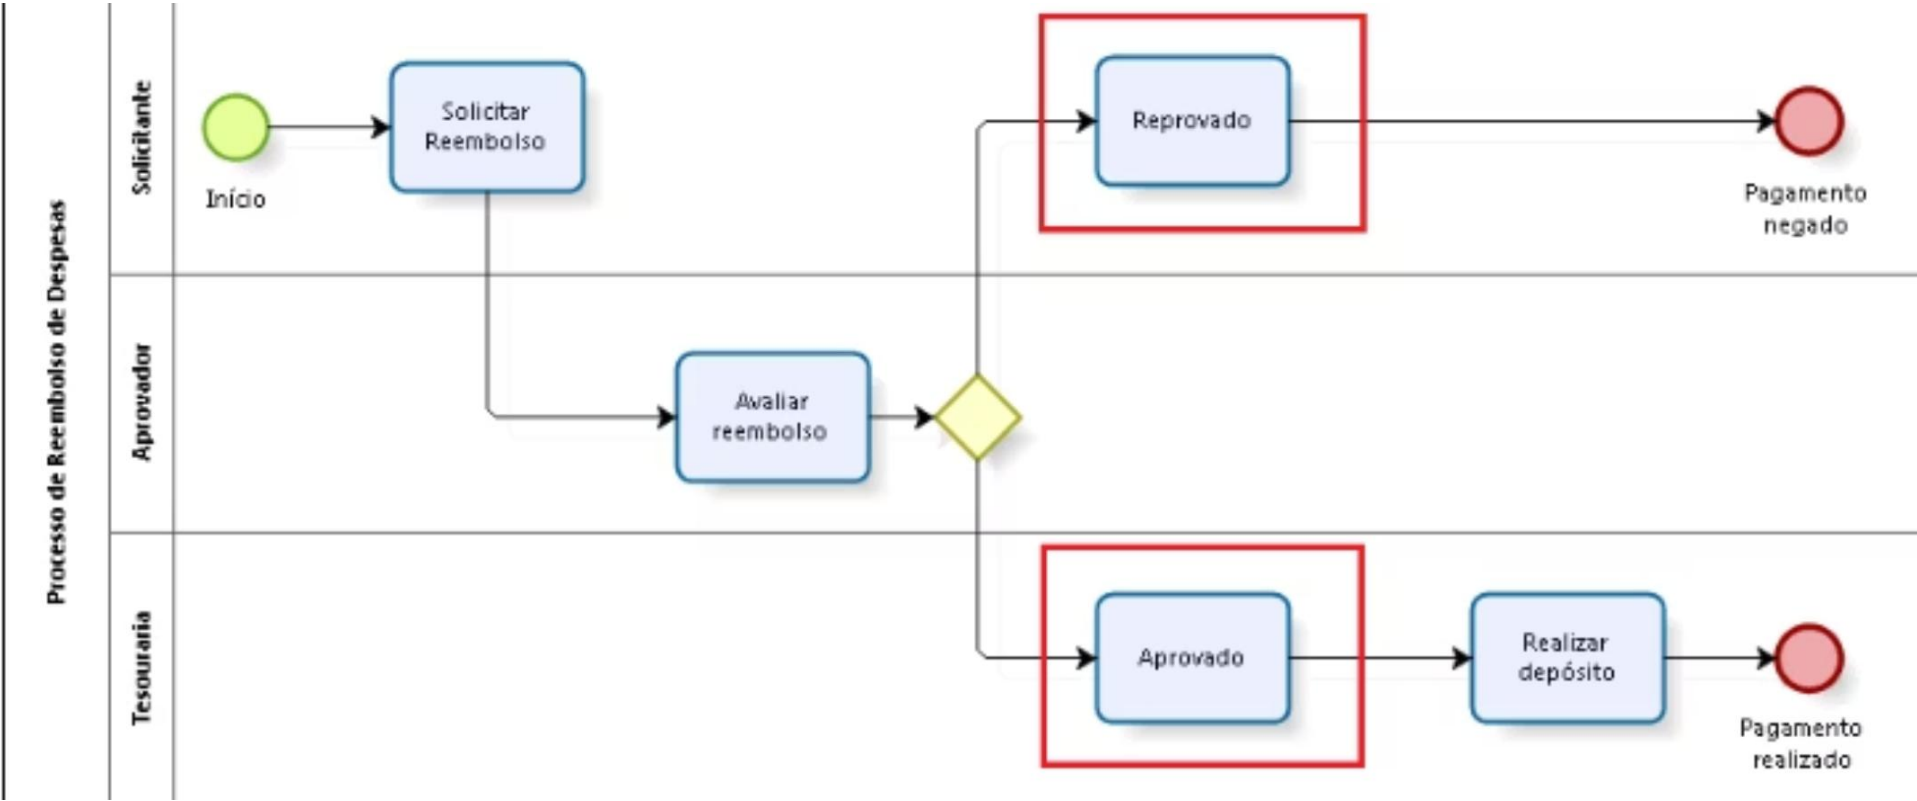 Processo de Reembolso de Despesas
Solicitante
Início
Solicitar
Reembolso
Reprovado
Pagamento
negado
Aprovador
Avaliar
reembolso
Tesouraria
Aprovado
Realizar
depósito
Pagamento
realizado